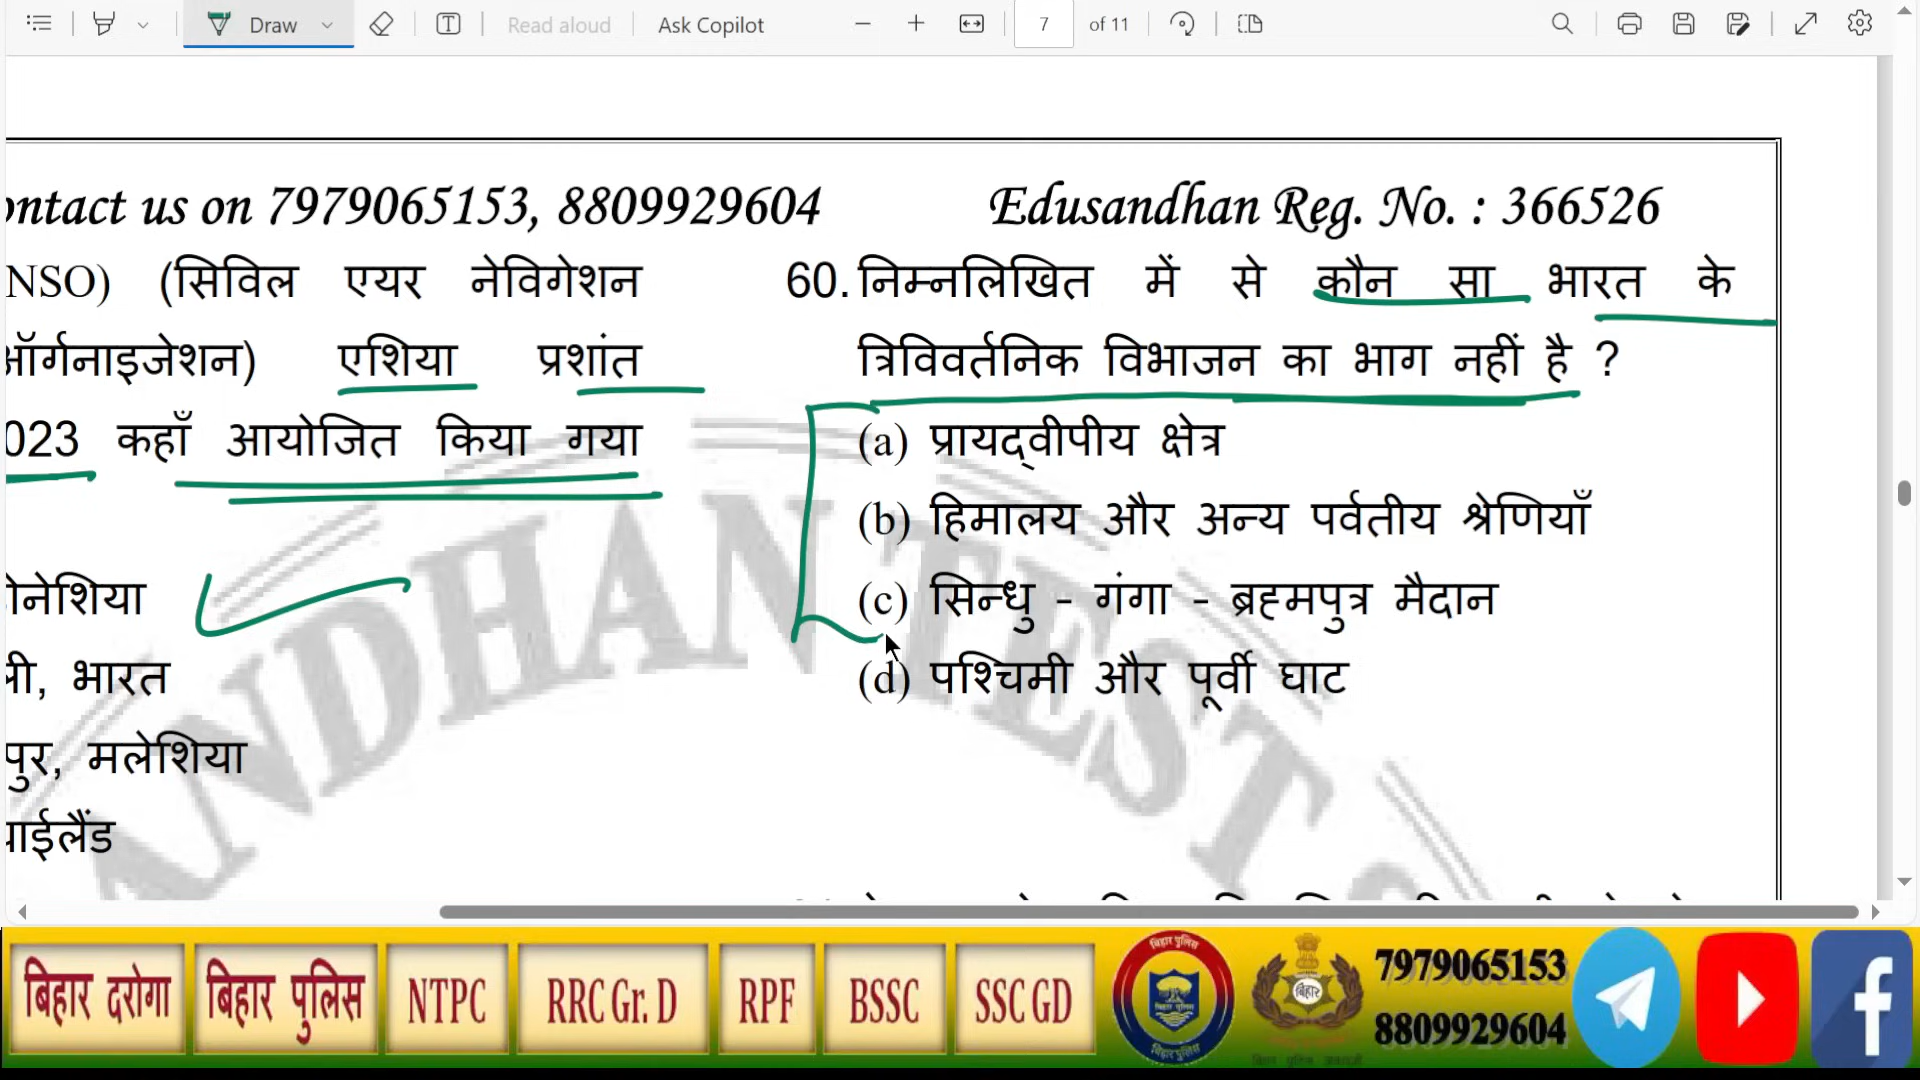 Draw
Read aloud
Ask Copilot
7
of 11
ontact us on 7979065153, 8809929604
Edusandhan Reg. No. : 366526
NSO) (सिविल एयर नेविगेशन
ऑर्गनाइजेशन) एशिया प्रशांत
023 कहाँ आयोजित किया गया
नेशिया
भारत
पुर, मलेशिया
60. निम्नलिखित में से कौन सा भारत के
त्रिविवर्तनिक विभाजन का भाग नहीं है ?
(a) प्रायद्वीपीय क्षेत्र
(b) हिमालय और अन्य पर्वतीय श्रेणियाँ
(c) सिन्धु - गंगा - ब्रह्मपुत्र मैदान
(d) पश्चिमी और पूर्वी घाट
ANDHAN TEST
बिहार दरोगा
बिहार पुलिस
NTPC
RRC Gr. D
RPF
BSSC
SSC GD
बिहार पुलिस
बिहार
7979065153
8809929604